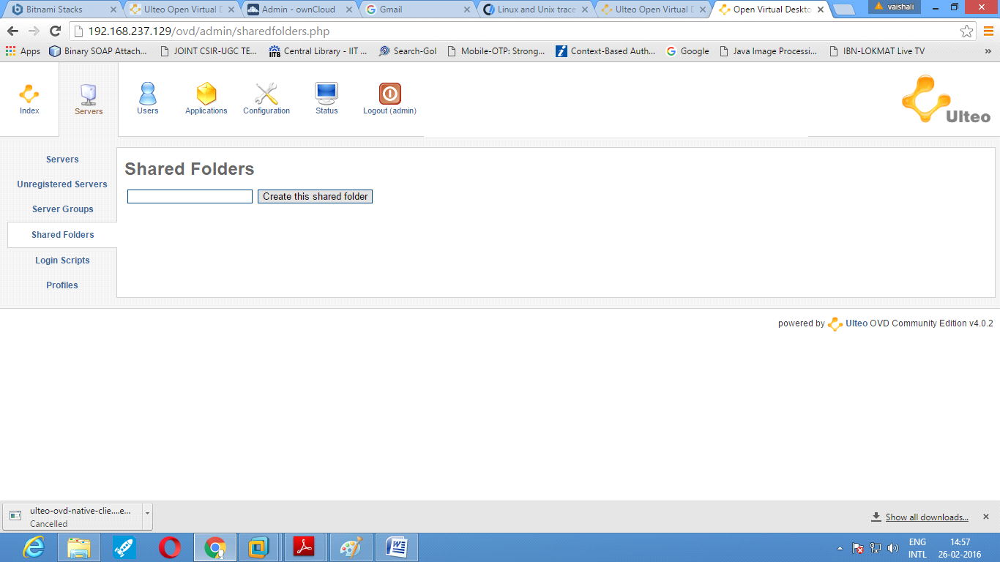 Bitnami Stacks
Ulteo Open Virtual D
Admin - ownCloud
Gmail
Linux and Unix trace
Ulteo Open Virtual D
Open Virtual Deskto
vaishali
192.168.237.129/ovd/admin/sharedfolders.php
Apps
Binary SOAP Attach...
JOINT CSIR-UGC TE...
Central Library - IIT ...
Search-GoI
Mobile-OTP: Strong...
Context-Based Auth...
Google
Java Image Processi...
IBN-LOKMAT Live TV
»
Index
Servers
Users
Applications
Configuration
Status
Logout (admin)
Ulteo
Servers
Unregistered Servers
Server Groups
Shared Folders
Login Scripts
Profiles
Shared Folders
Create this shared folder
powered by Ulteo OVD Community Edition v4.0.2
ulteo-ovd-native-clie....e...
Cancelled
Show all downloads...
ENG
INTL
14:57
26-02-2016